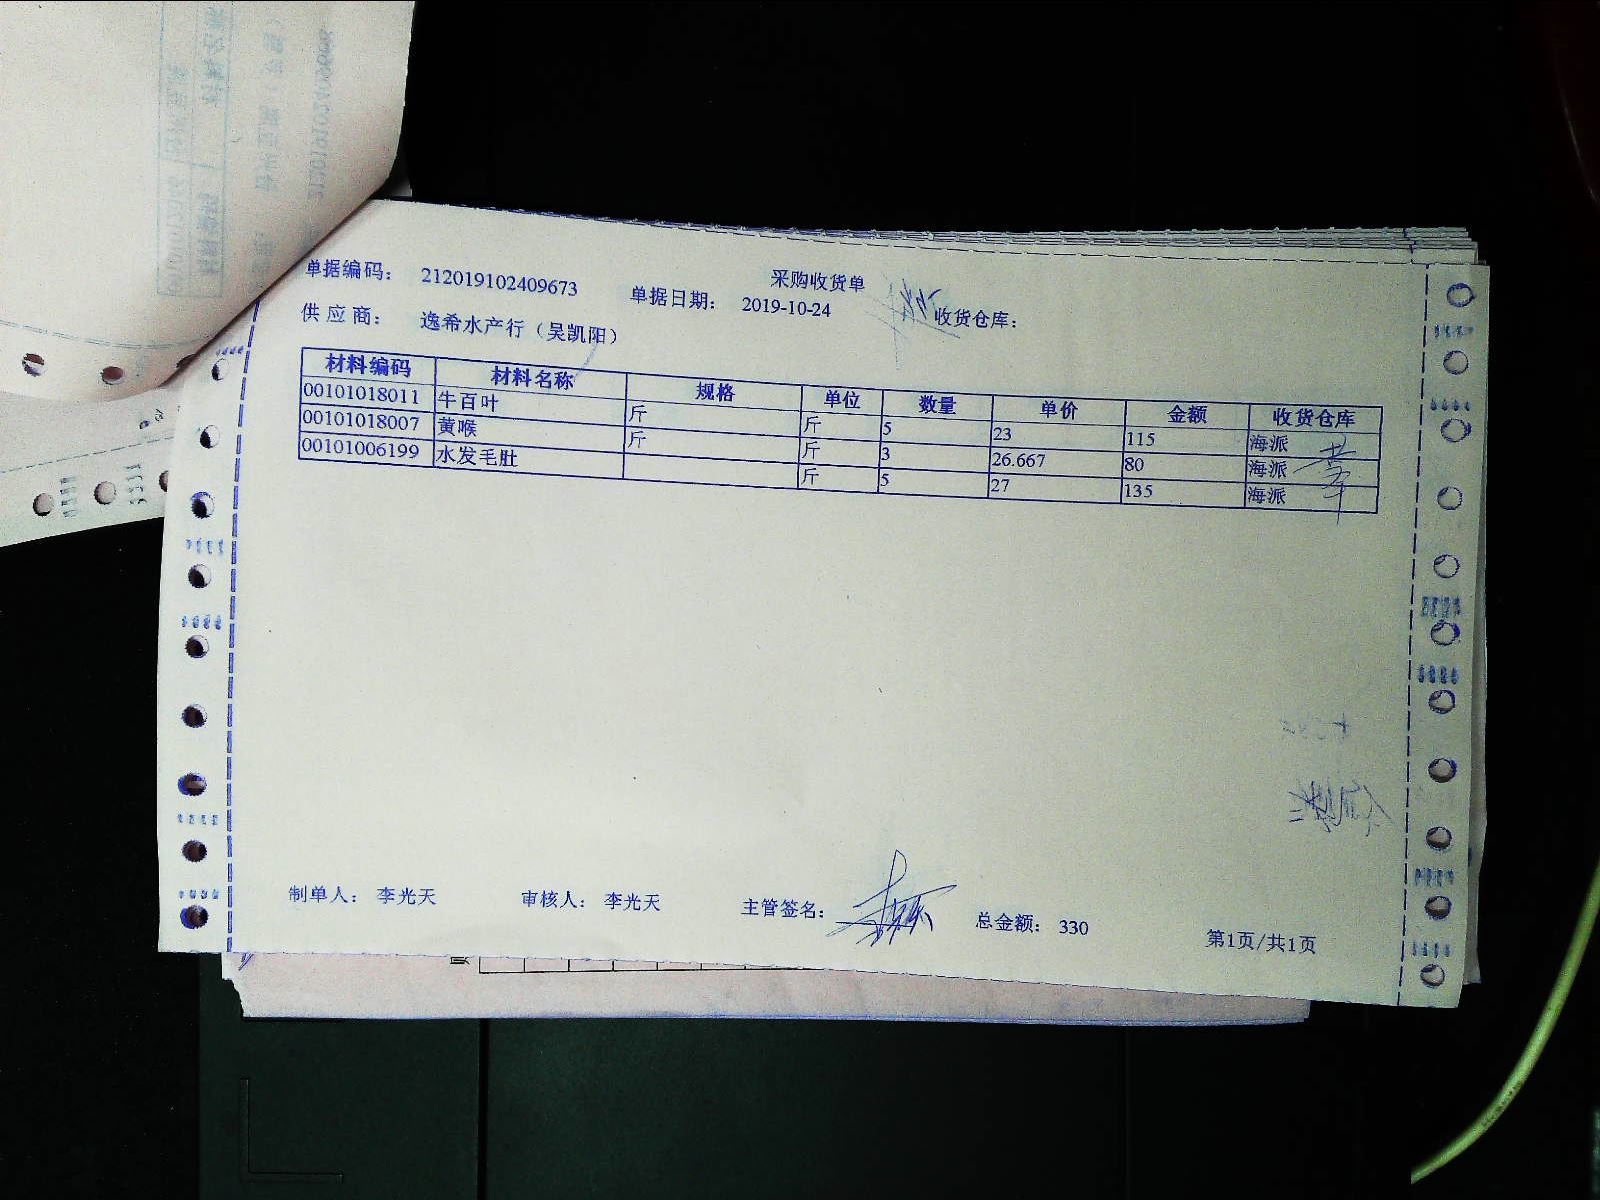 采购收货单
单据编码： 212019102409673 单据日期： 2019-10-24 收货仓库：
供应商： 逸希水产行（吴凯阳）
材料编码 材料名称 规格 单位 数量 单价 金额 收货仓库
00101018011 牛百叶 斤 斤 5 23 115 海派
00101018007 黄喉 斤 斤 3 26.667 80 海派
00101006199 水发毛肚 斤 5 27 135 海派
制单人： 李光天 审核人： 李光天 主管签名： 总金额： 330
第1页/共1页